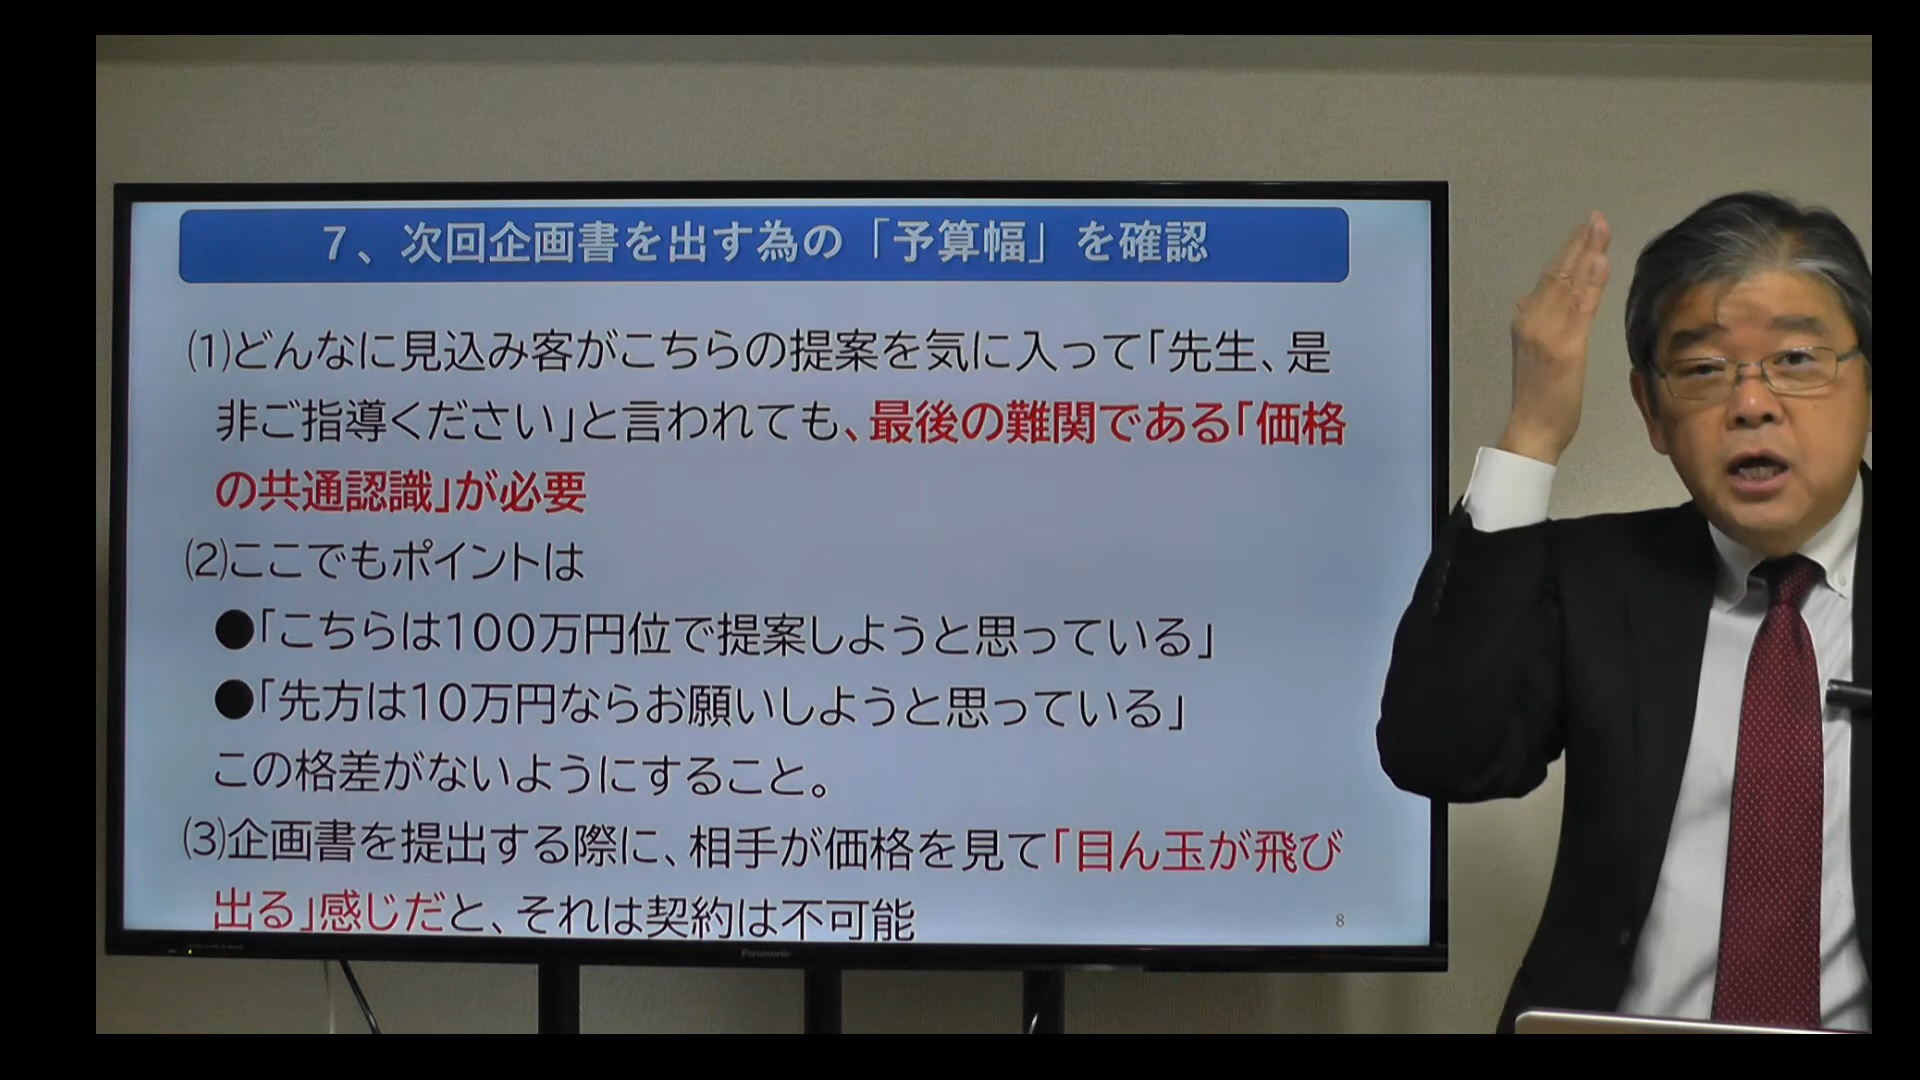 7、次回企画書を出す為の「予算幅」を確認
⑴どんなに見込み客がこちらの提案を気に入って「先生、是
非ご指導ください」と言われても、最後の難関である「価格
の共通認識」が必要
⑵ここでもポイントは
●「こちらは100万円位で提案しようと思っている」
●「先方は10万円ならお願いしようと思っている」
この格差がないようにすること。
⑶企画書を提出する際に、相手が価格を見て「目ん玉が飛び
出る」感じだと、それは契約は不可能
8
Panasonic